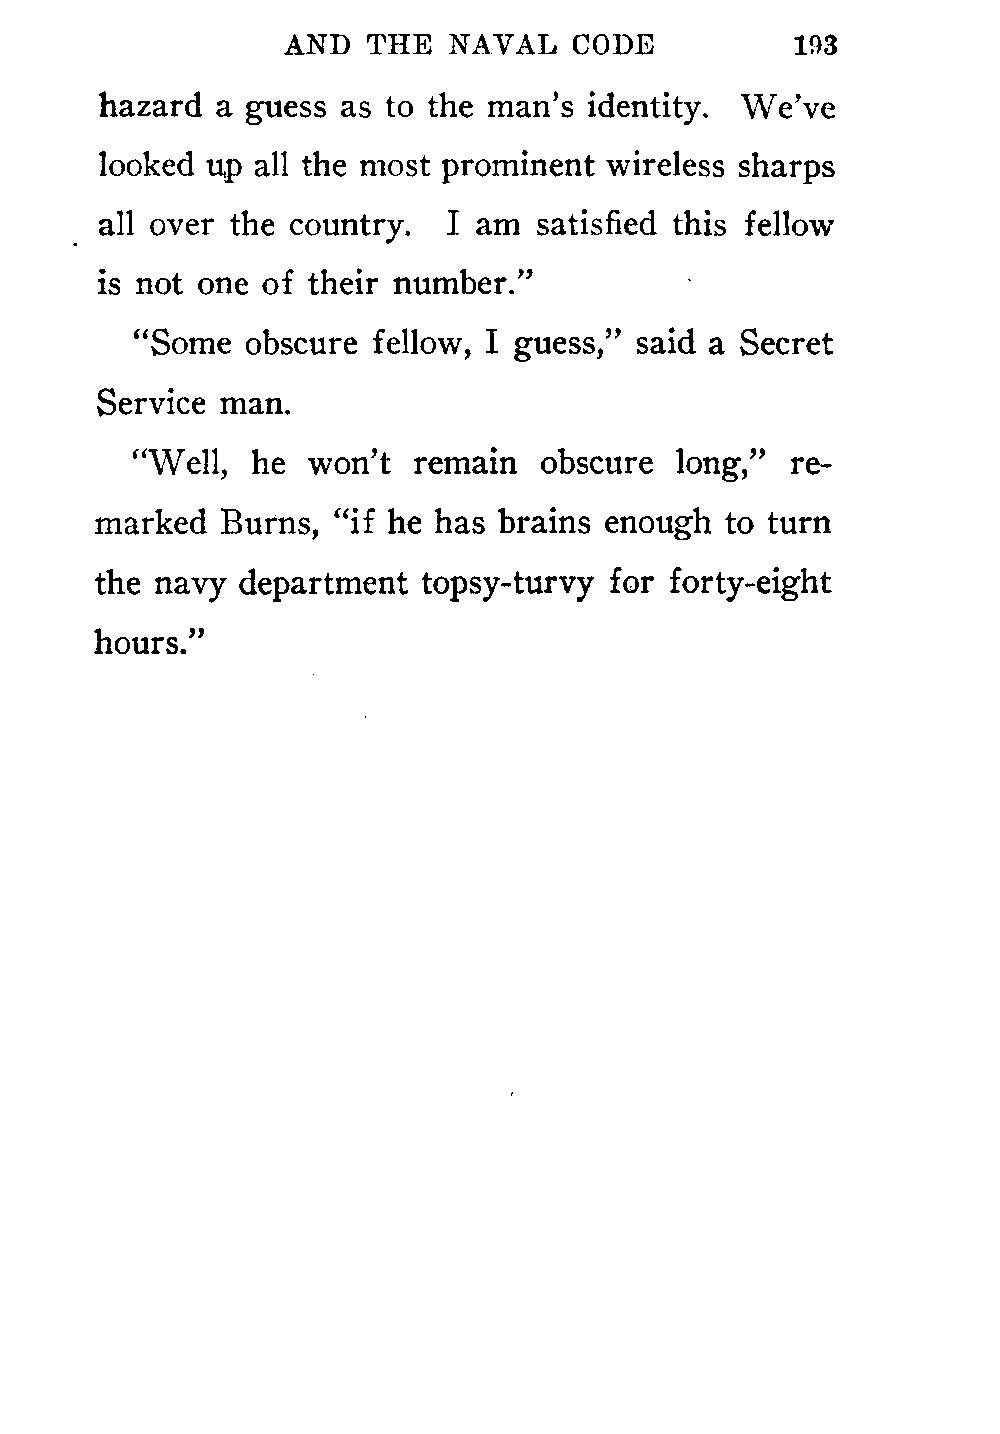 AND THE NAVAL CODE 193
hazard a guess as to the man's identity. We've
looked up all the most prominent wireless sharps
all over the country. I am satisfied this fellow
is not one of their number."
"Some obscure fellow, I guess," said a Secret
Service man.
"Well, he won't remain obscure long," re-
marked Burns, "if he has brains enough to turn
the navy department topsy-turvy for forty-eight
hours."